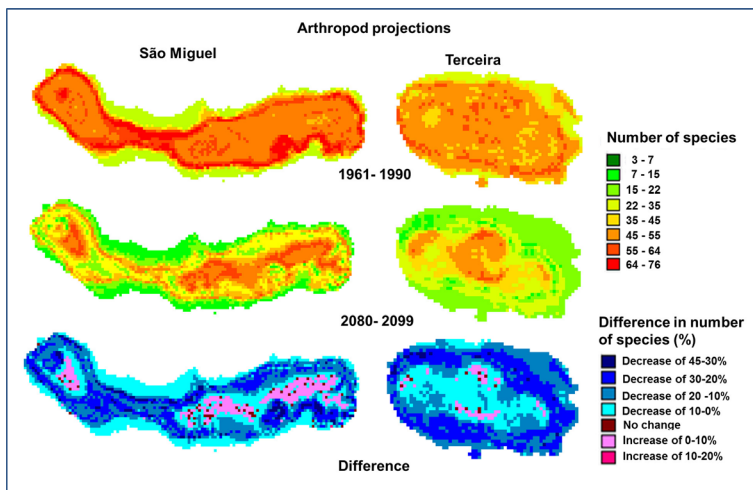 Arthropod projections
São Miguel
Terceira
1961- 1990
Number of species
3 - 7
7 - 15
15 - 22
22 - 35
35 - 45
45 - 55
55 - 64
64 - 76
2080- 2099
Difference in number
of species (%)
Decrease of 45-30%
Decrease of 30-20%
Decrease of 20 -10%
Decrease of 10-0%
No change
Increase of 0-10%
Increase of 10-20%
Difference